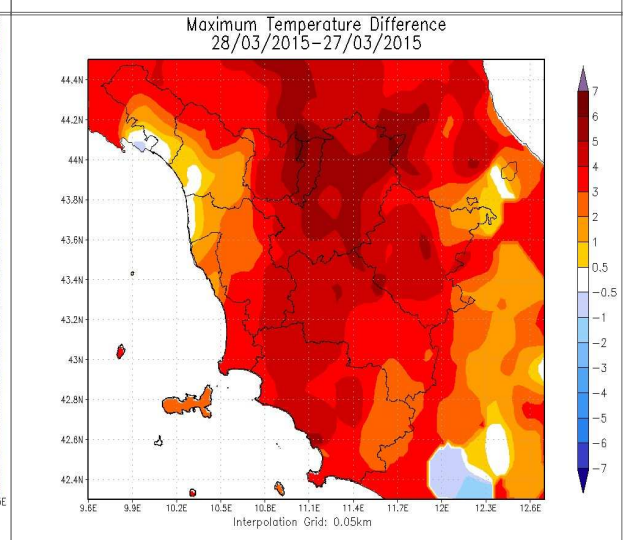 Maximum Temperature Difference
28/03/2015-27/03/2015
44.4N
44.2N
44N
43.8N
43.6N
43.4N
43.2N
43N
42.8N
42.6N
42.4N
9.6E 9.9E 10.2E 10.5E 10.8E 11.1E 11.4E 11.7E 12E 12.3E 12.6E
Interpolation Grid: 0.05km
7
6
5
4
3
2
1
0.5
-0.5
-1
-2
-3
-4
-5
-6
-7